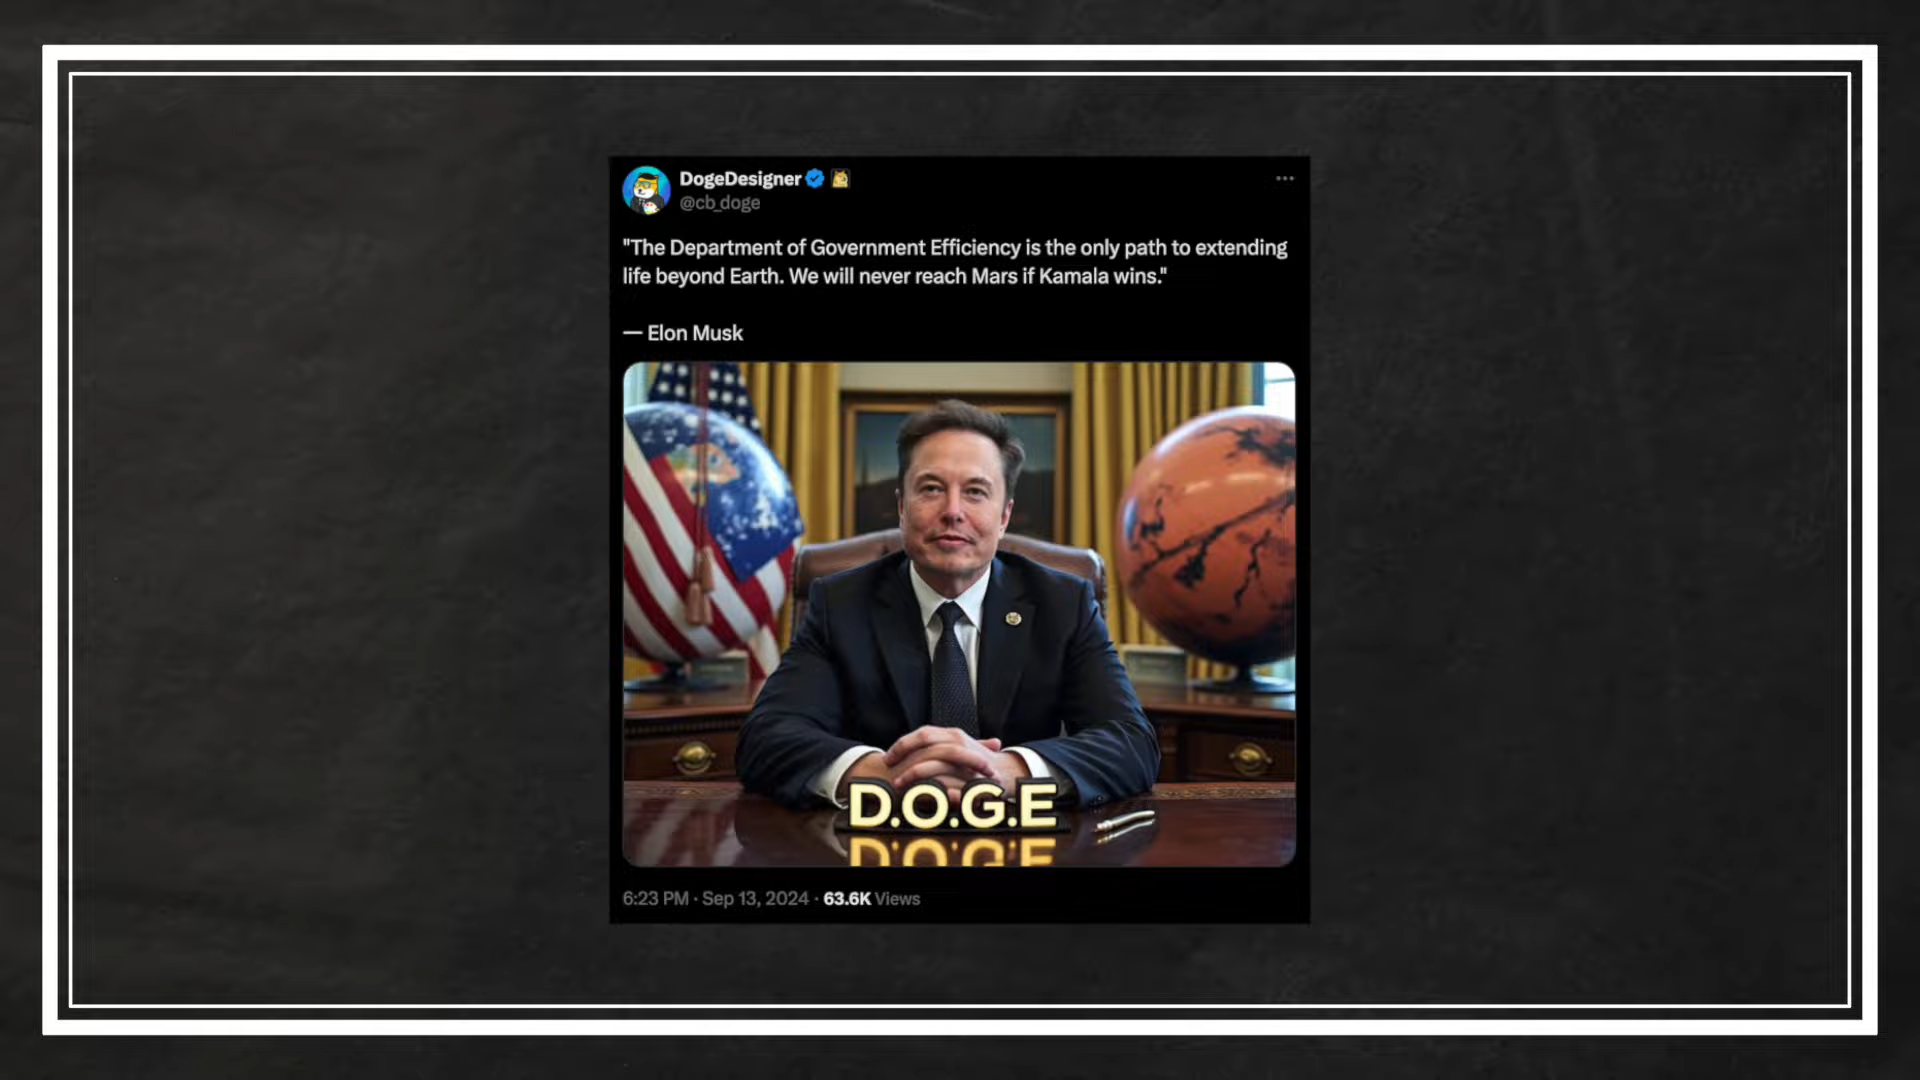 DogeDesigner
@cb_doge
"The Department of Government Efficiency is the only path to extending
life beyond Earth. We will never reach Mars if Kamala wins."
— Elon Musk
D.O.G.E
6:23 PM · Sep 13, 2024 · 63.6K Views